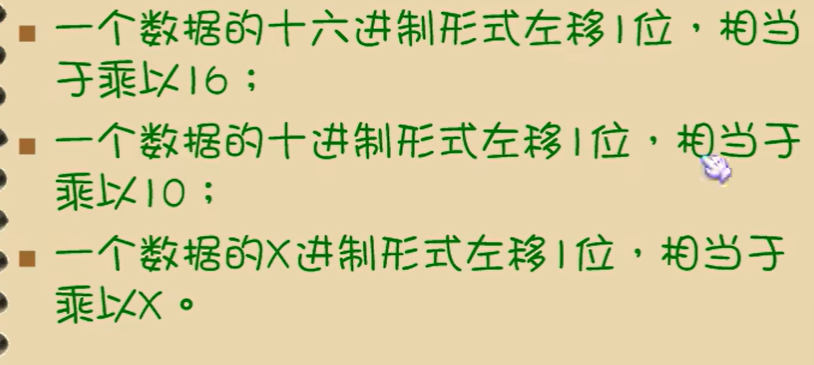 一个数据的十六进制形式左移1位，相当
于乘以16；
一个数据的十进制形式左移1位，相当于
乘以10；
一个数据的X进制形式左移1位，相当于
乘以X。